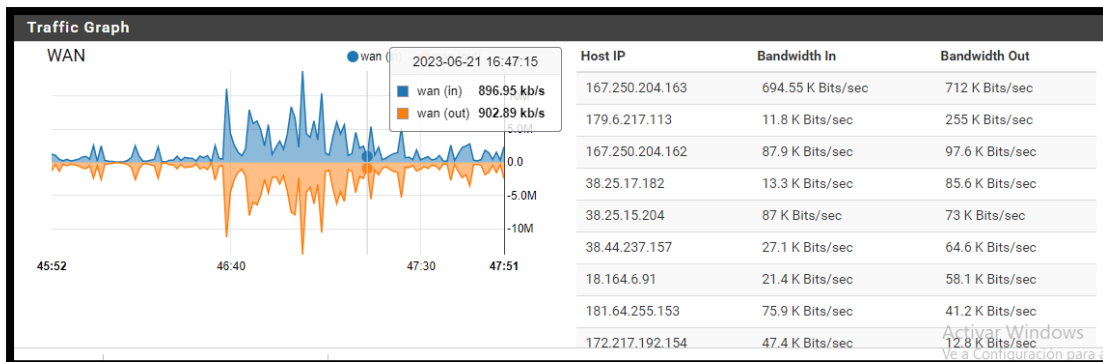 Traffic Graph
WAN
wan (
2023-06-21 16:47:15
wan (in) 896.95 kb/s
wan (out) 902.89 kb/s
5.0M
0.0
-5.0M
-10M
45:52 46:40 47:30 47:51
Host IP Bandwidth In Bandwidth Out
167.250.204.163 694.55 K Bits/sec 712 K Bits/sec
179.6.217.113 11.8 K Bits/sec 255 K Bits/sec
167.250.204.162 87.9 K Bits/sec 97.6 K Bits/sec
38.25.17.182 13.3 K Bits/sec 85.6 K Bits/sec
38.25.15.204 87 K Bits/sec 73 K Bits/sec
38.44.237.157 27.1 K Bits/sec 64.6 K Bits/sec
18.164.6.91 21.4 K Bits/sec 58.1 K Bits/sec
181.64.255.153 75.9 K Bits/sec 41.2 K Bits/sec
172.217.192.154 47.4 K Bits/sec 12.8 K Bits/sec
Activar Windows
Ve a Configuración para a